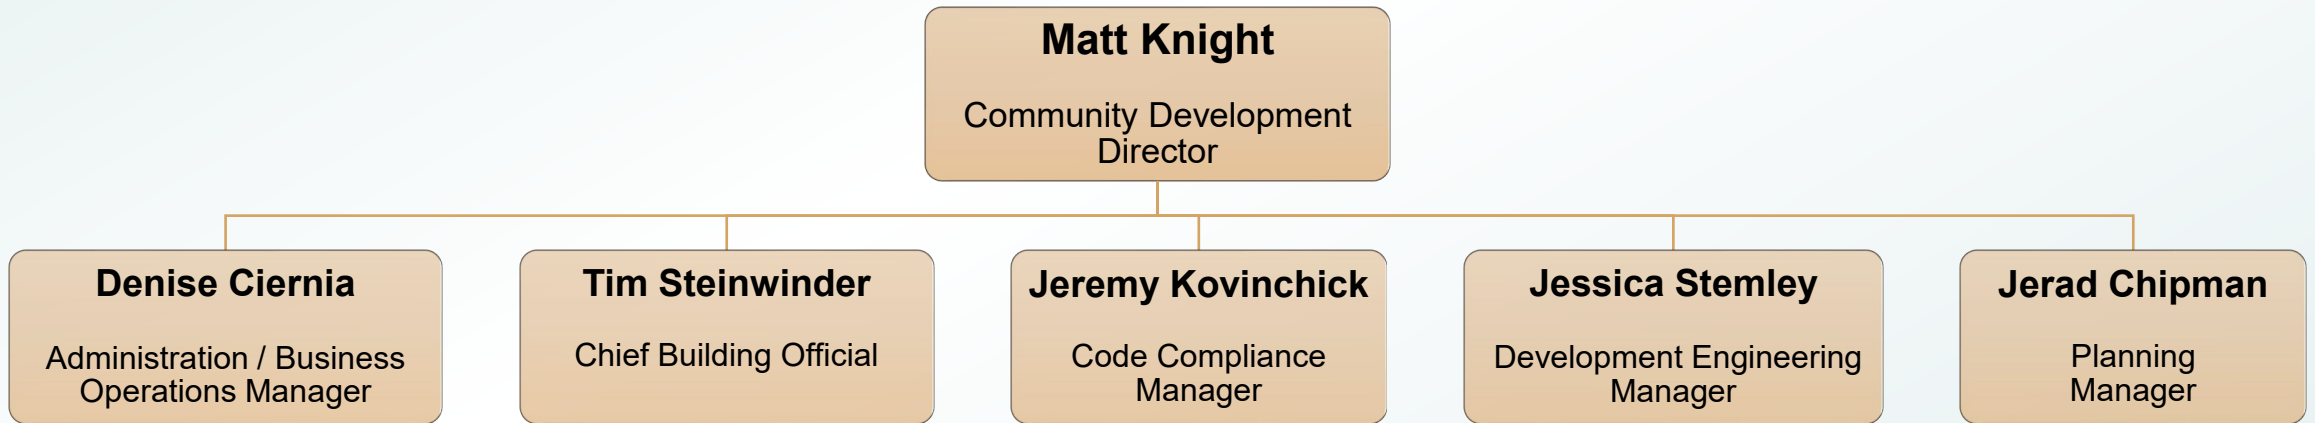 Matt Knight
Community Development
Director
Denise Ciernia
Administration / Business
Operations Manager
Tim Steinwinder
Chief Building Official
Jeremy Kovinchick
Code Compliance
Manager
Jessica Stemley
Development Engineering
Manager
Jerad Chipman
Planning
Manager